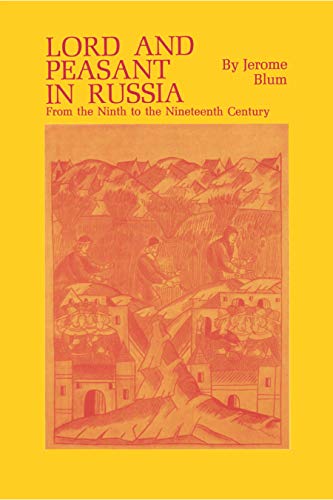 LORD AND
PEASANT
IN RUSSIA
By Jerome
Blum
From the Ninth to the Nineteenth Century